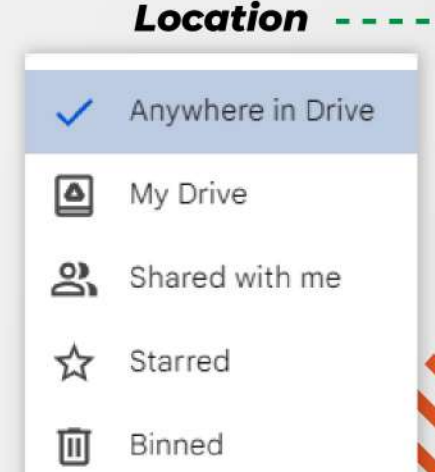 Location
Anywhere in Drive
My Drive
Shared with me
Starred
Binned